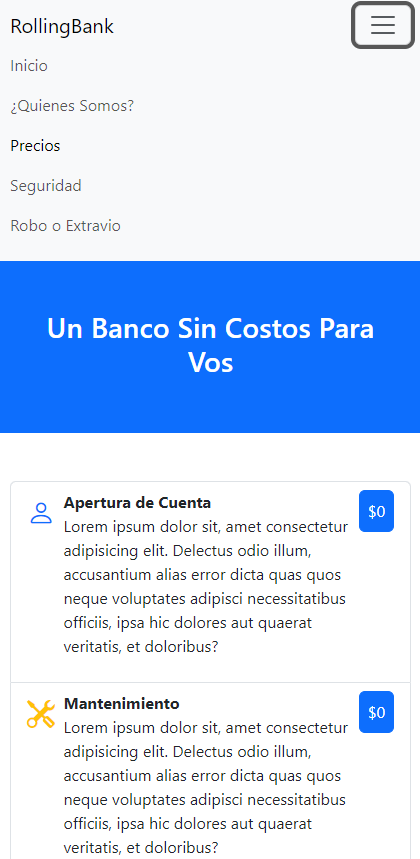 RollingBank
Inicio
¿Quienes Somos?
Precios
Seguridad
Robo o Extravio
Un Banco Sin Costos Para
Vos
Apertura de Cuenta
$0
Lorem ipsum dolor sit, amet consectetur
adipisicing elit. Delectus odio illum,
accusantium alias error dicta quas quos
neque voluptates adipisci necessitatibus
officiis, ipsa hic dolores aut quaerat
veritatis, et doloribus?
Mantenimiento
$0
Lorem ipsum dolor sit, amet consectetur
adipisicing elit. Delectus odio illum,
accusantium alias error dicta quas quos
neque voluptates adipisci necessitatibus
officiis, ipsa hic dolores aut quaerat
veritatis, et doloribus?